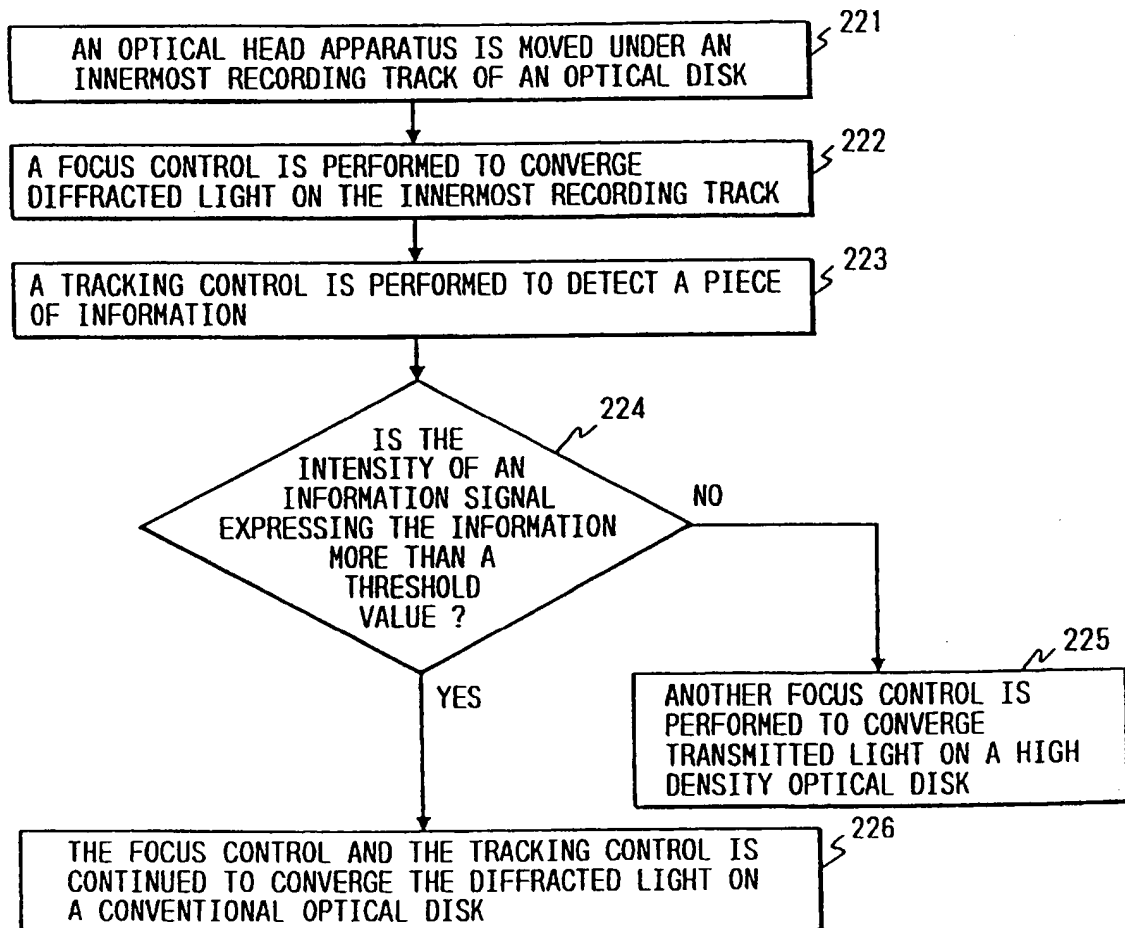 221
AN OPTICAL HEAD APPARATUS IS MOVED UNDER AN
INNERMOST RECORDING TRACK OF AN OPTICAL DISK
222
A FOCUS CONTROL IS PERFORMED TO CONVERGE
DIFFRACTED LIGHT ON THE INNERMOST RECORDING TRACK
223
A TRACKING CONTROL IS PERFORMED TO DETECT A PIECE
OF INFORMATION
224
IS THE
INTENSITY OF AN
INFORMATION SIGNAL
EXPRESSING THE INFORMATION
MORE THAN A
THRESHOLD
VALUE ?
NO
225
ANOTHER FOCUS CONTROL IS
PERFORMED TO CONVERGE
TRANSMITTED LIGHT ON A HIGH
DENSITY OPTICAL DISK
YES
226
THE FOCUS CONTROL AND THE TRACKING CONTROL IS
CONTINUED TO CONVERGE THE DIFFRACTED LIGHT ON
A CONVENTIONAL OPTICAL DISK